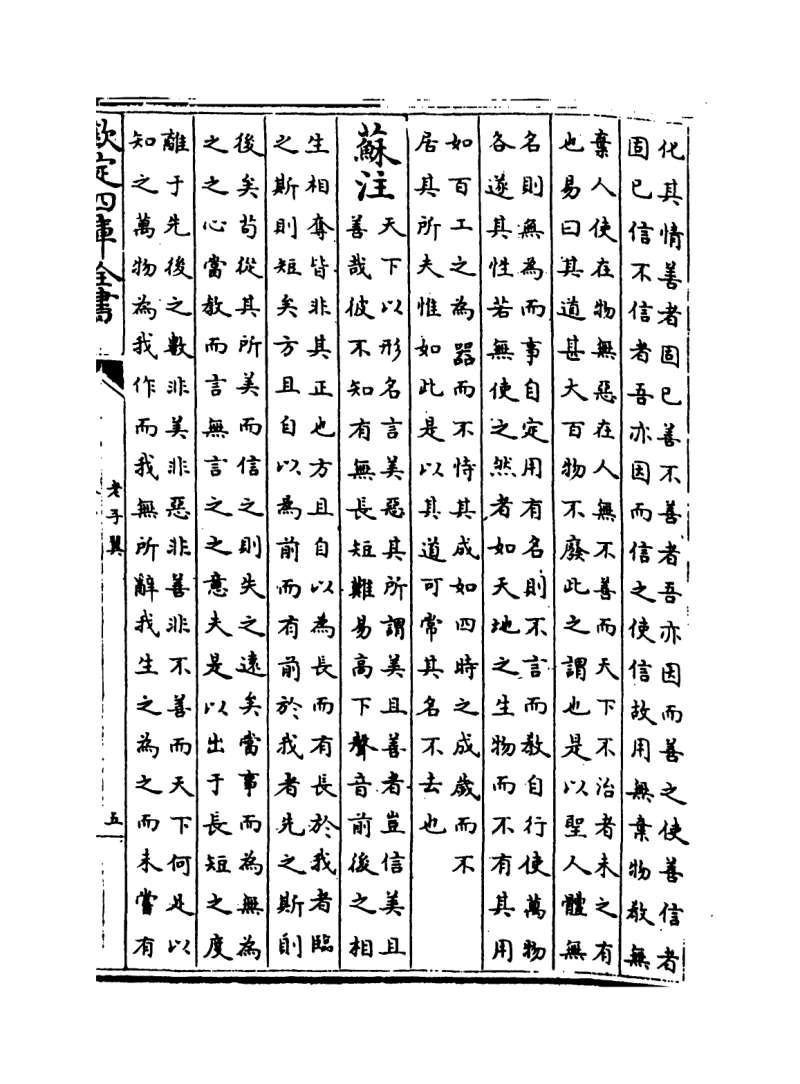 化其情善者固已善不善者吾亦因而善之使善信者
固已信不信者吾亦因而信之使信故用無棄物教無
棄人使在物無惡在人無不善而天下不治者未之有
也易曰其道甚大百物不廢此之謂也是以聖人體無
名則無為而事自定用有名則不言而教自行使萬物
各遂其性若無使之然者如天地之生物而不有其用
如百工之為器而不恃其成如四時之成歲而不
居其所夫惟如此是以其道可常其名不去也
蘇注
天下以形名言美惡其所謂美且善者豈信美且
善哉彼不知有無長短難易高下聲音前後之相
生相奪皆非其正也方且自以為長而有長於我者臨
之斯則短矣方且自以為前而有前於我者先之斯則
後矣苟從其所美而信之則失之遠矣當事而為無為
之之心當教而言無言之之意夫是以出于長短之度
離于先後之數非美非惡非善非不善而天下何足以
知之萬物為我作而我無所辭我生之為之而未嘗有
欽定四庫全書
老子翼
五